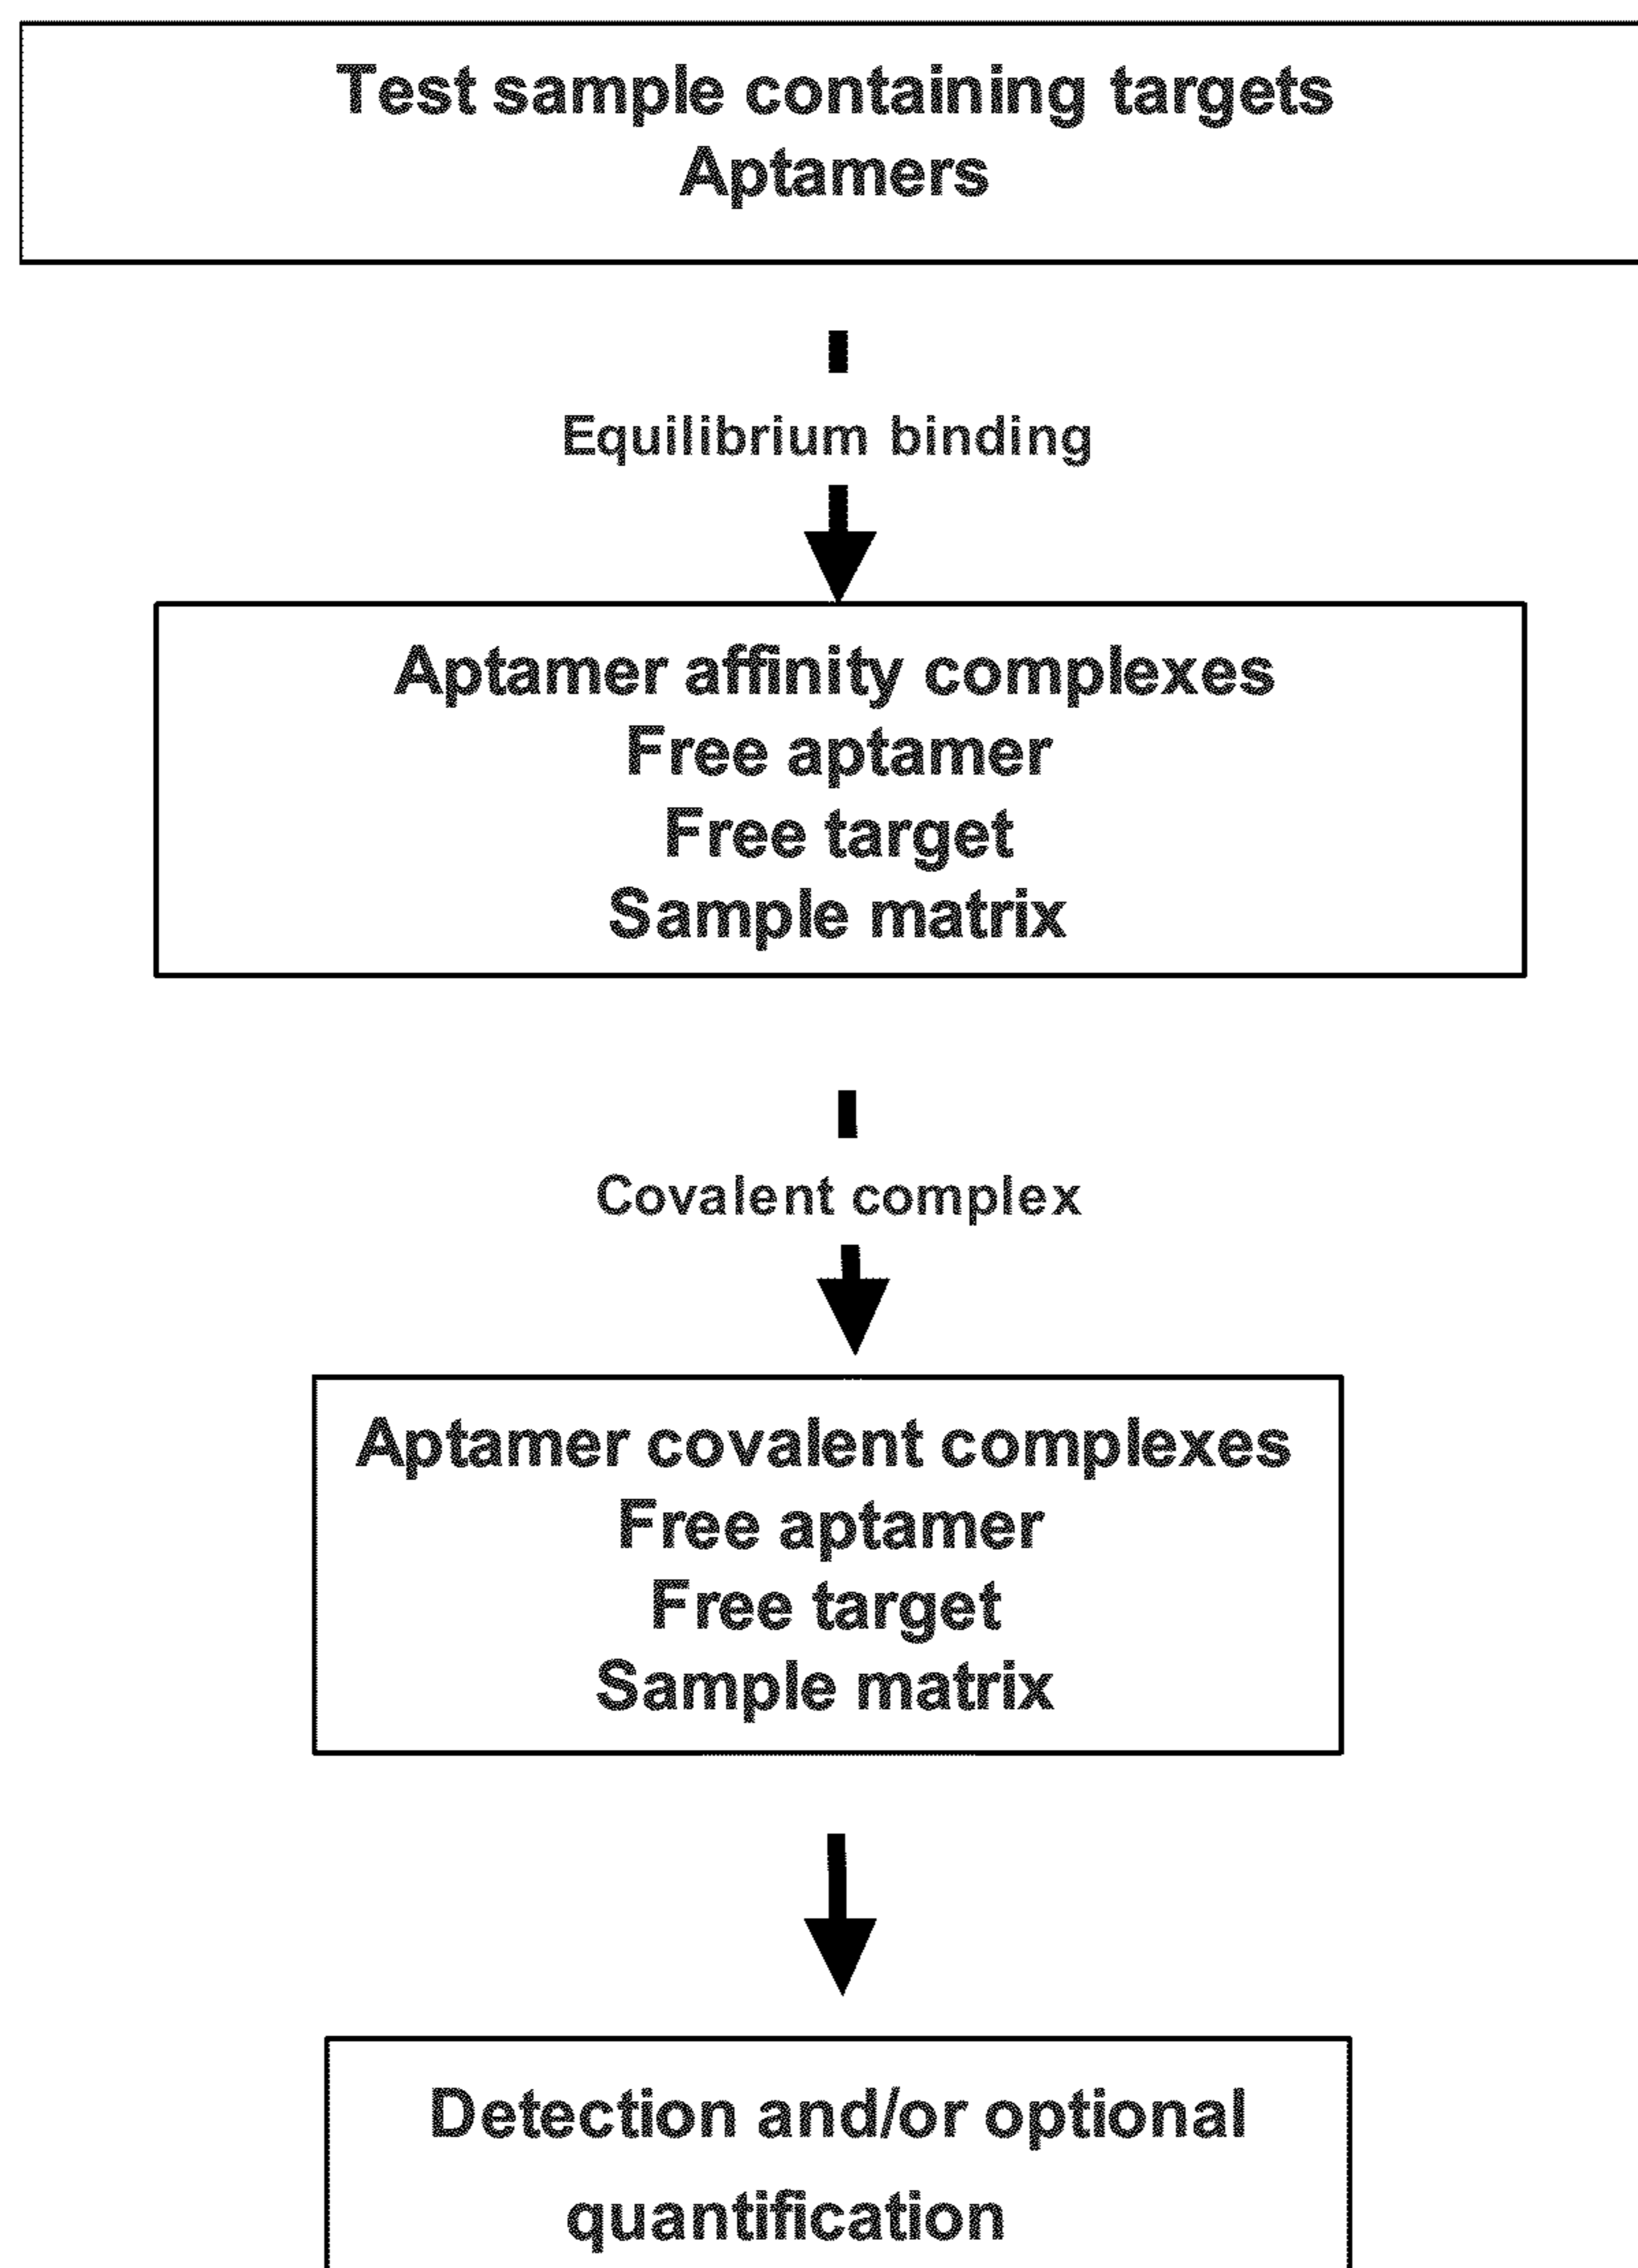 Test sample containing targets
Aptamers
Equilibrium binding
Aptamer affinity complexes
Free aptamer
Free target
Sample matrix
Covalent complex
Aptamer covalent complexes
Free aptamer
Free target
Sample matrix
Detection and/or optional
quantification